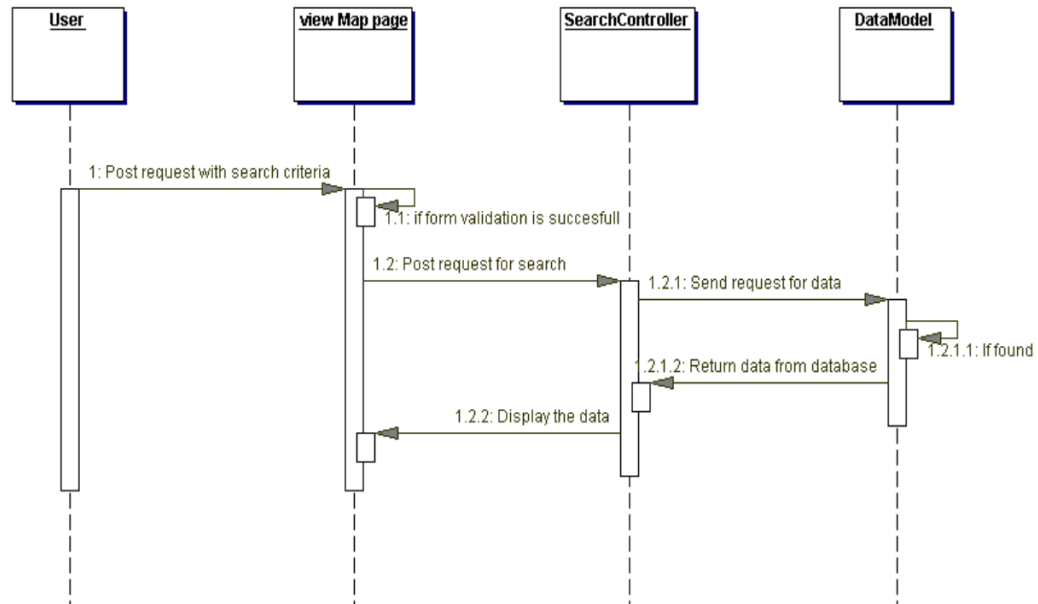 User
view Map page
SearchController
DataModel
1: Post request with search criteria
1.1: if form validation is succesfull
1.2: Post request for search
1.2.1: Send request for data
1.2.1.1: If found
1.2.1.2: Return data from database
1.2.2: Display the data